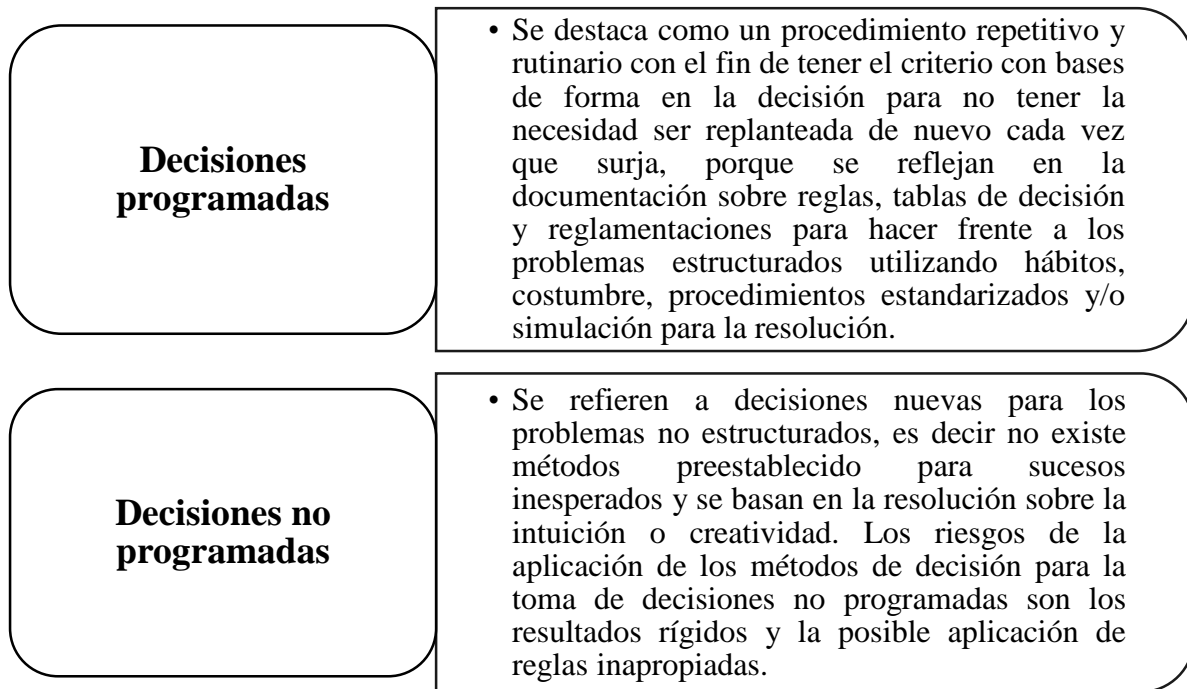 Decisiones
programadas
• Se destaca como un procedimiento repetitivo y
rutinario con el fin de tener el criterio con bases
de forma en la decisión para no tener la
necesidad ser replanteada de nuevo cada vez
que surja, porque se reflejan en la
documentación sobre reglas, tablas de decisión
y reglamentaciones para hacer frente a los
problemas estructurados utilizando hábitos,
costumbre, procedimientos estandarizados y/o
simulación para la resolución.
Decisiones no
programadas
• Se refieren a decisiones nuevas para los
problemas no estructurados, es decir no existe
métodos preestablecido para sucesos
inesperados y se basan en la resolución sobre la
intuición o creatividad. Los riesgos de la
aplicación de los métodos de decisión para la
toma de decisiones no programadas son los
resultados rígidos y la posible aplicación de
reglas inapropiadas.